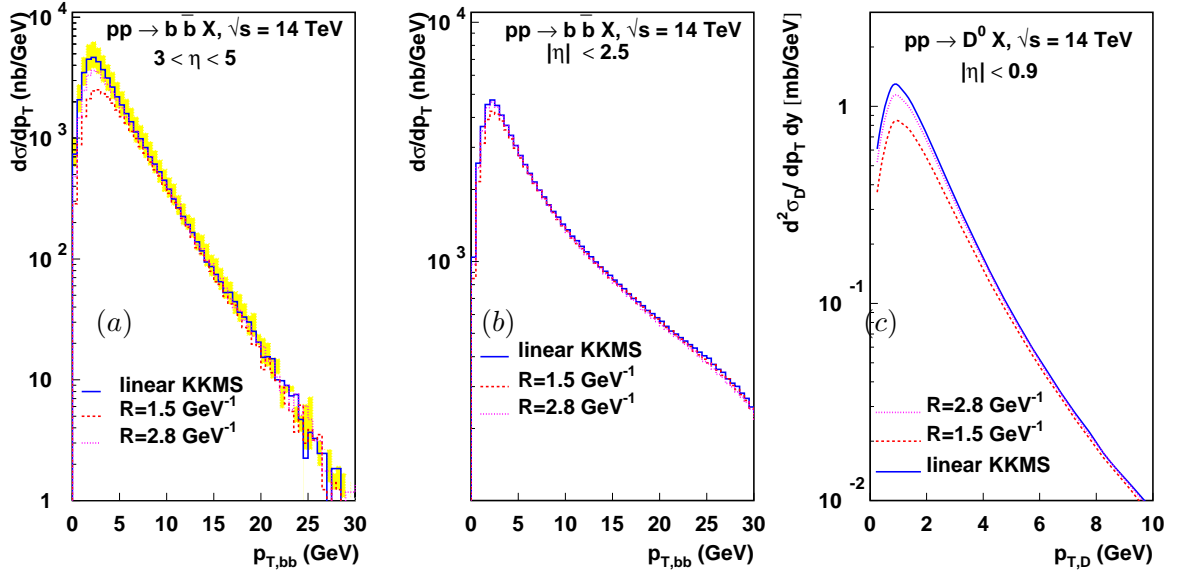 dσ/dp_T (nb/GeV)
10^4
10^3
10^2
10
1
pp → b b̅ X, √s = 14 TeV
3 < η < 5
(a)
linear KKMS
R=1.5 GeV^-1
R=2.8 GeV^-1
0 5 10 15 20 25 30
p_T,bb (GeV)
dσ/dp_T (nb/GeV)
10^4
10^3
pp → b b̅ X, √s = 14 TeV
|η| < 2.5
(b)
linear KKMS
R=1.5 GeV^-1
R=2.8 GeV^-1
0 5 10 15 20 25 30
p_T,bb (GeV)
d^2σ_D/ dp_T dy [mb/GeV]
1
10^-1
10^-2
pp → D^0 X, √s = 14 TeV
|η| < 0.9
(c)
R=2.8 GeV^-1
R=1.5 GeV^-1
linear KKMS
0 2 4 6 8 10
p_T,D (GeV)